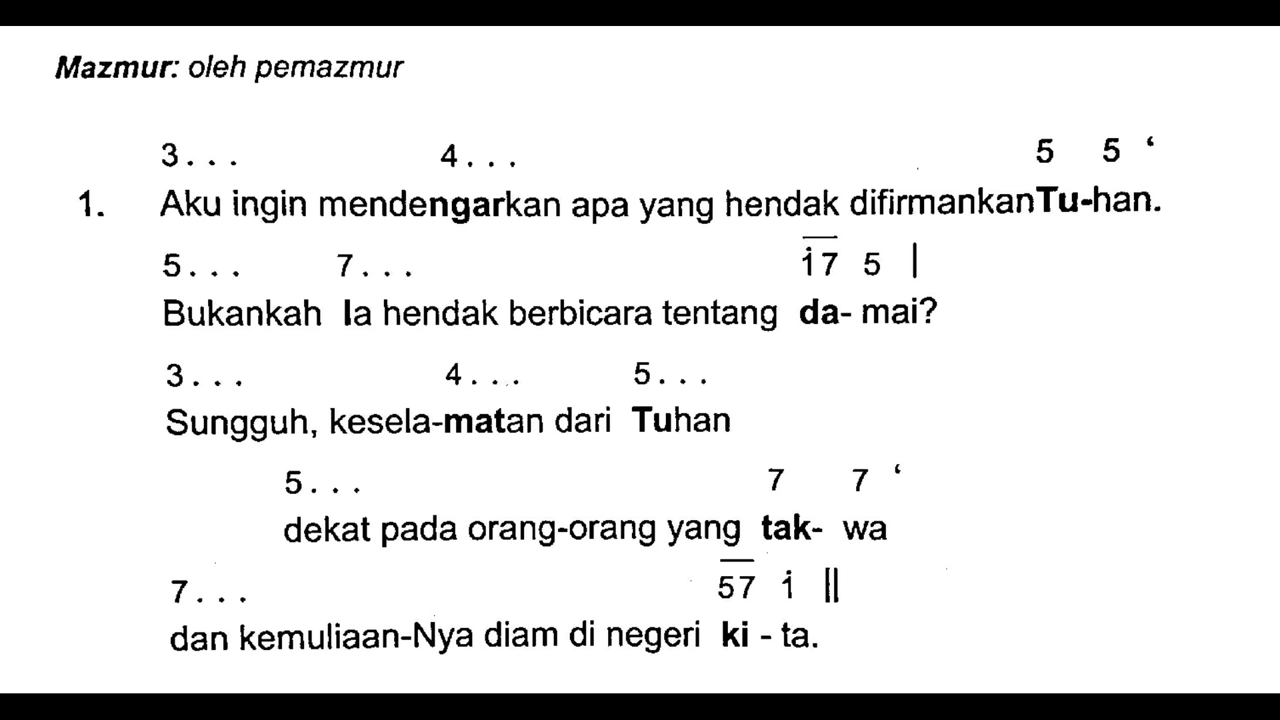 Mazmur: oleh pemazmur
3... 4... 5 5 ‘
1. Aku ingin mendengarkan apa yang hendak difirmankanTu-han.
5... 7... i7 5 |
Bukankah Ia hendak berbicara tentang da- mai?
3... 4... 5...
Sungguh, kesela-matan dari Tuhan
5... 7 7 ‘
dekat pada orang-orang yang tak- wa
7... 57 i ||
dan kemuliaan-Nya diam di negeri ki - ta.